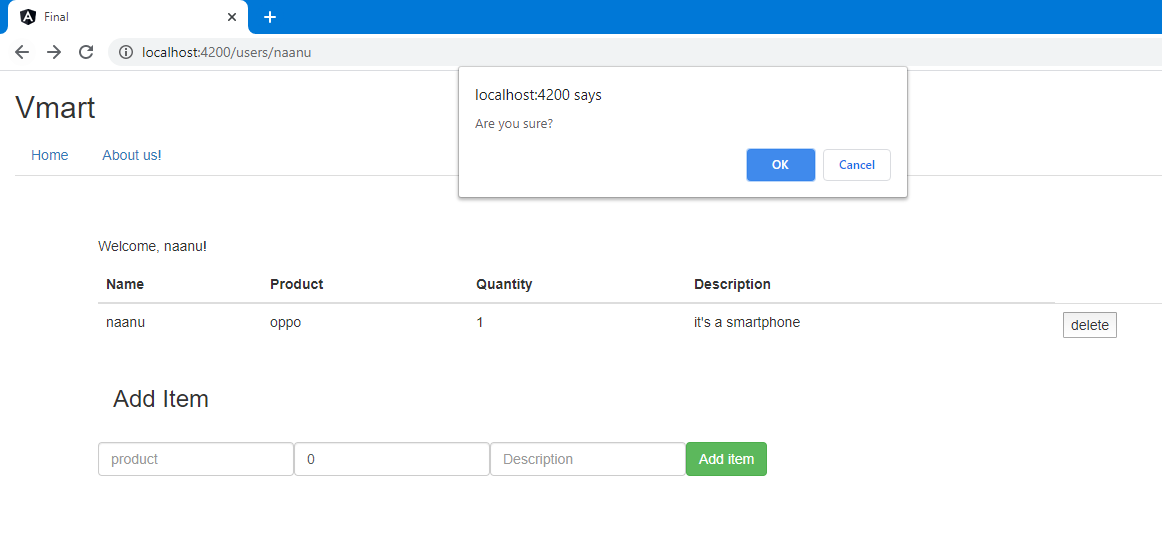 Final
localhost:4200/users/naanu
localhost:4200 says
Are you sure?
OK Cancel
Vmart
Home About us!
Welcome, naanu!
Name Product Quantity Description
naanu oppo 1 it's a smartphone delete
Add Item
product 0 Description Add item